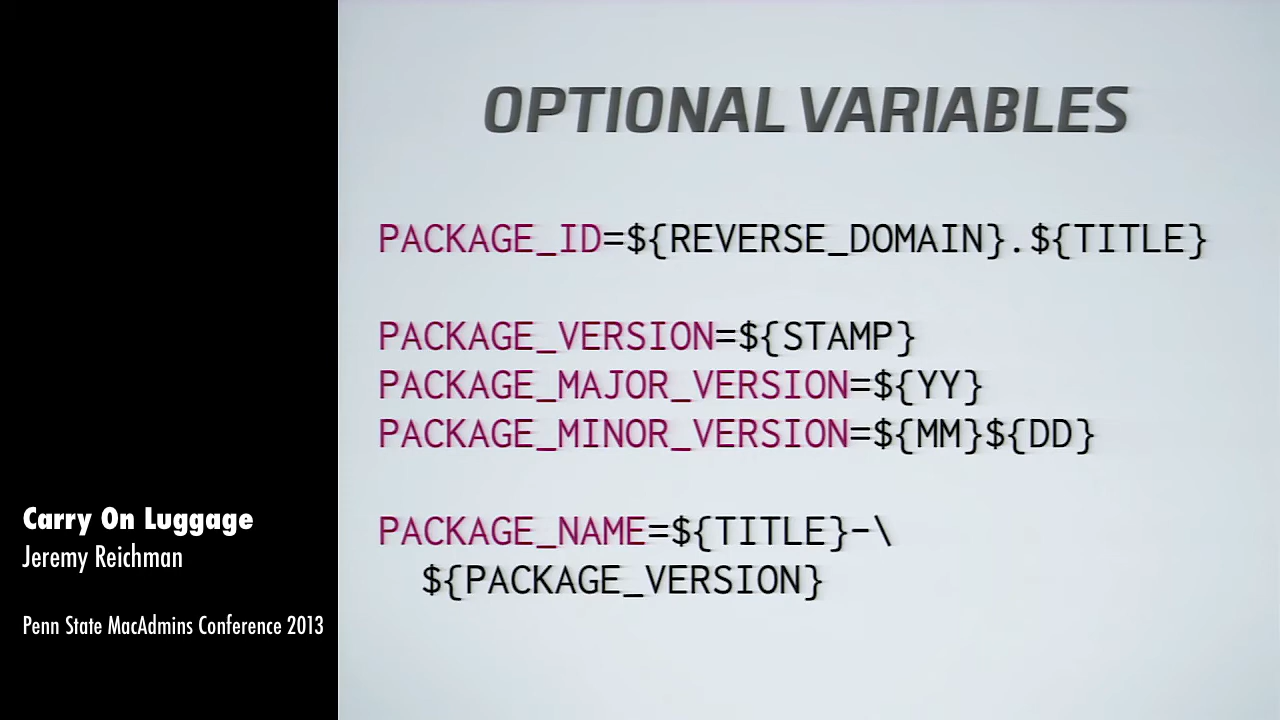 OPTIONAL VARIABLES
PACKAGE_ID=${REVERSE_DOMAIN}.${TITLE}
PACKAGE_VERSION=${STAMP}
PACKAGE_MAJOR_VERSION=${YY}
PACKAGE_MINOR_VERSION=${MM}${DD}
PACKAGE_NAME=${TITLE}-\
${PACKAGE_VERSION}
Carry On Luggage
Jeremy Reichman
Penn State MacAdmins Conference 2013